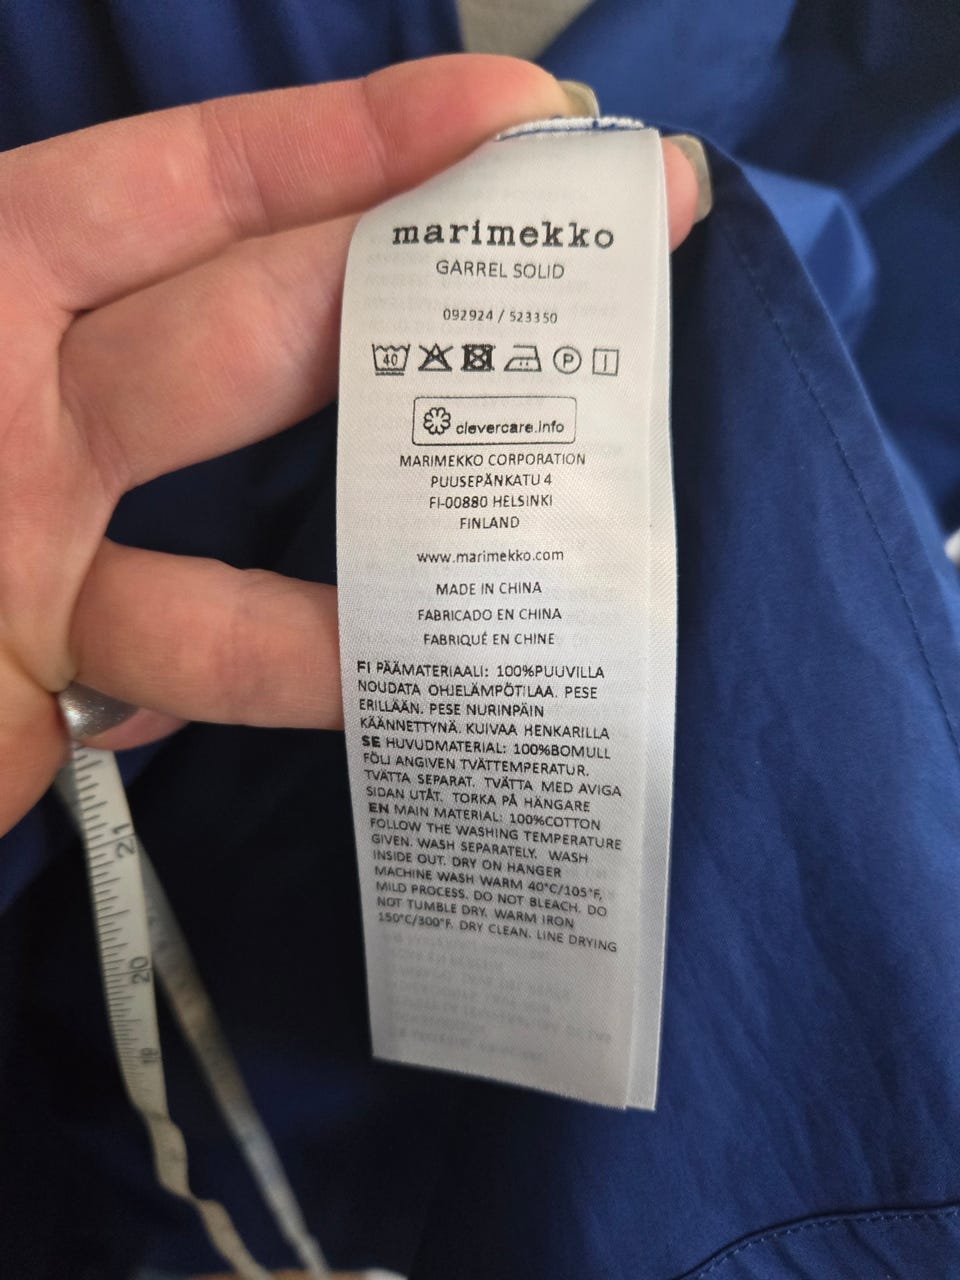 marimekko
GARREL SOLID
092924 / 523350
40 P
clevercare.info
MARIMEKKO CORPORATION
PUUSEPÄNKATU 4
FI-00880 HELSINKI
FINLAND
www.marimekko.com
MADE IN CHINA
FABRICADO EN CHINA
FABRIQUÉ EN CHINE
FI PÄÄMATERIAALI: 100%PUUVILLA
NOUDATA OHJELÄMPÖTILAA. PESE
ERILLÄÄN. PESE NURINPÄIN
KÄÄNNETTYNÄ. KUIVAA HENKARILLA
SE HUVUDMATERIAL: 100%BOMULL
FÖLJ ANGIVEN TVÄTTEMPERATUR.
TVÄTTA SEPARAT. TVÄTTA MED AVIGA
SIDAN UTÅT. TORKA PÅ HÄNGARE
EN MAIN MATERIAL: 100%COTTON
FOLLOW THE WASHING TEMPERATURE
GIVEN. WASH SEPARATELY. WASH
INSIDE OUT. DRY ON HANGER
MACHINE WASH WARM 40°C/105°F,
MILD PROCESS. DO NOT BLEACH. DO
NOT TUMBLE DRY. WARM IRON
150°C/300°F. DRY CLEAN. LINE DRYING
21
20
19